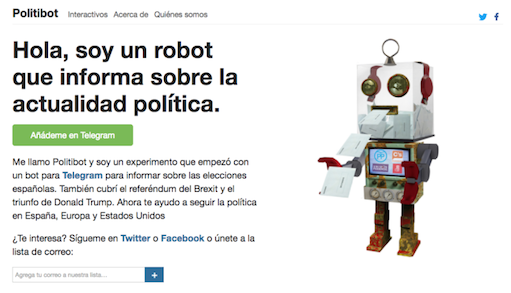 Politibot Interactivos Acerca de Quiénes somos
Hola, soy un robot
que informa sobre la
actualidad política.
Añádeme en Telegram
Me llamo Politibot y soy un experimento que empezó con
un bot para Telegram para informar sobre las elecciones
españolas. También cubrí el referéndum del Brexit y el
triunfo de Donald Trump. Ahora te ayudo a seguir la política
en España, Europa y Estados Unidos
¿Te interesa? Sígueme en Twitter o Facebook o únete a la
lista de correo:
Agrega tu correo a nuestra lista... +